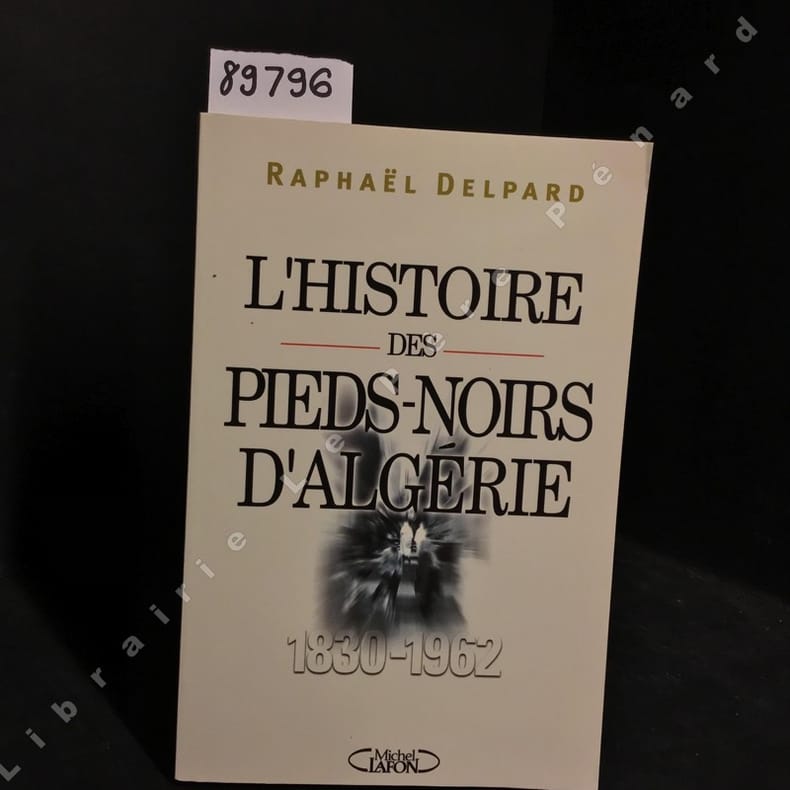 89796
RAPHAËL DELPARD
L'HISTOIRE
DES
PIEDS-NOIRS
D'ALGÉRIE
1830-1962
Michel
LAFON
Librairie Le Père Pénard